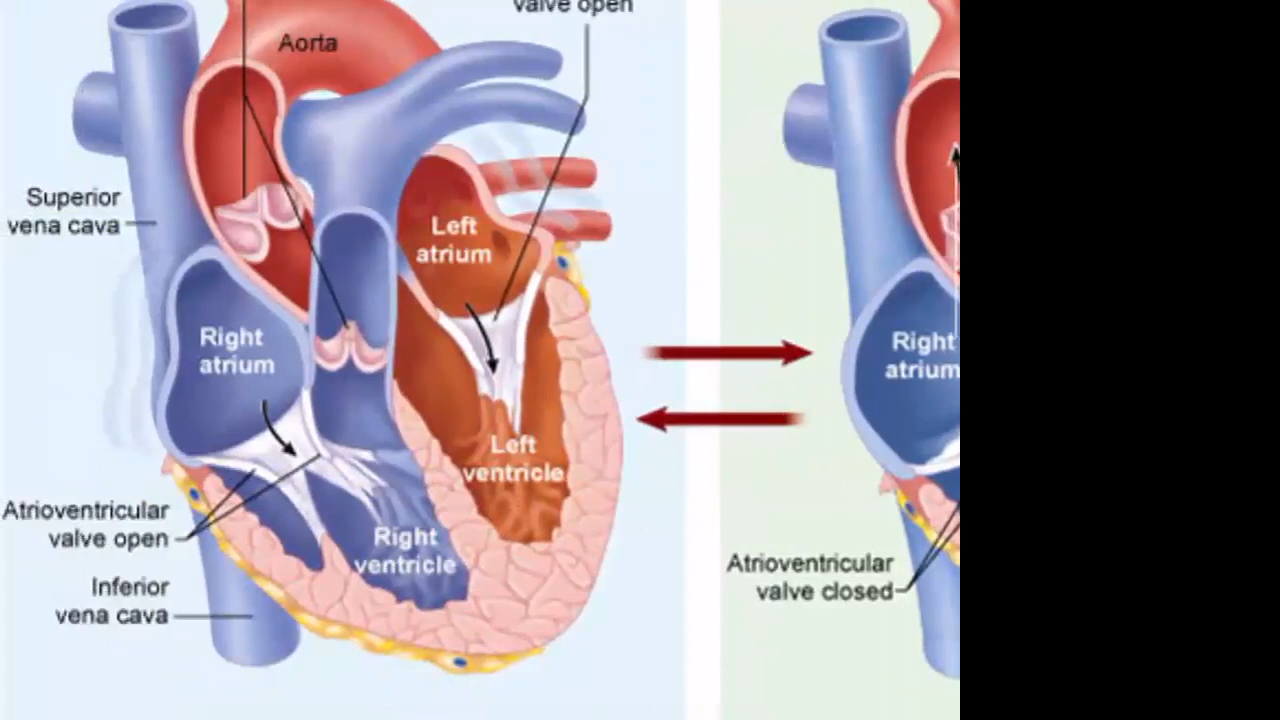 valve open
Aorta
Superior
vena cava
Left
atrium
Right
atrium
Left
ventricle
Atrioventricular
valve open
Right
ventricle
Inferior
vena cava
Right
atrium
Atrioventricular
valve closed